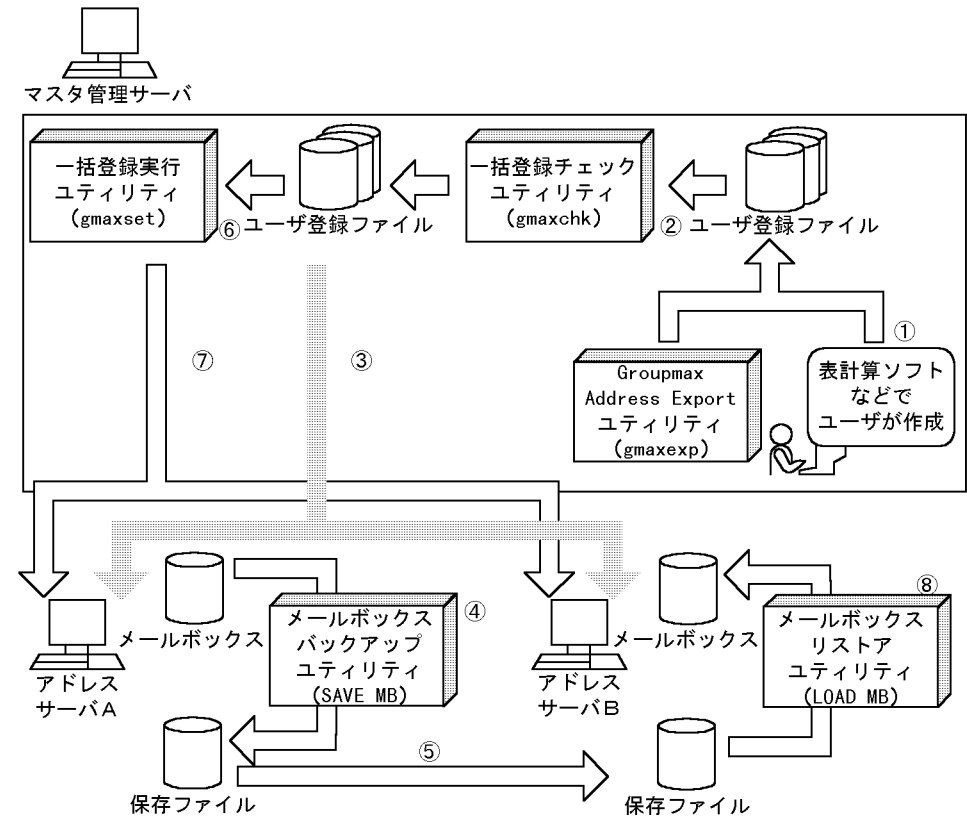 マスタ管理サーバ
一括登録実行
ユティリティ
(gmaxset)
⑥
ユーザ登録ファイル
一括登録チェック
ユティリティ
(gmaxchk)
②
ユーザ登録ファイル
⑦
③
①
Groupmax
Address Export
ユティリティ
(gmaxexp)
表計算ソフト
などで
ユーザが作成
メールボックス
アドレス
サーバA
メールボックス
バックアップ
ユティリティ
(SAVE MB)
④
保存ファイル
⑤
メールボックス
アドレス
サーバB
⑧
メールボックス
リストア
ユティリティ
(LOAD MB)
保存ファイル